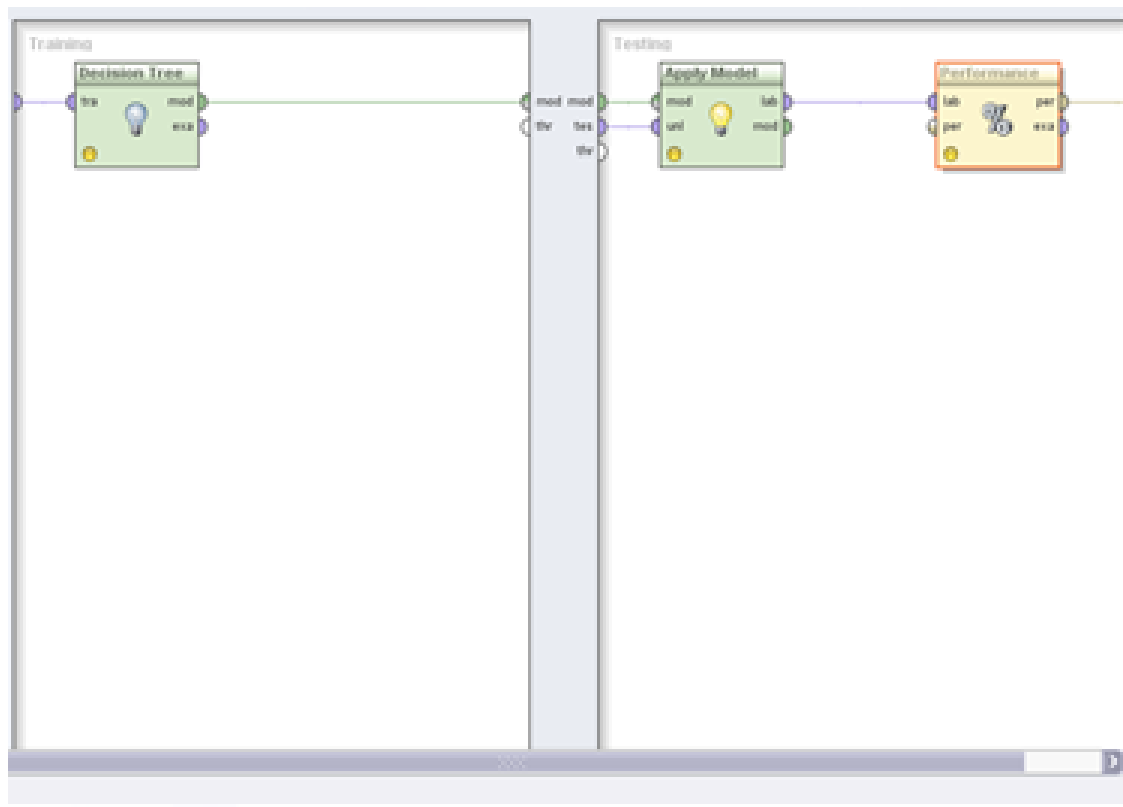 Training
Decision Tree
tra mod
exa
mod
thr
Testing
mod
tes
thr
Apply Model
mod lab
unl mod
Performance
lab per
per exa